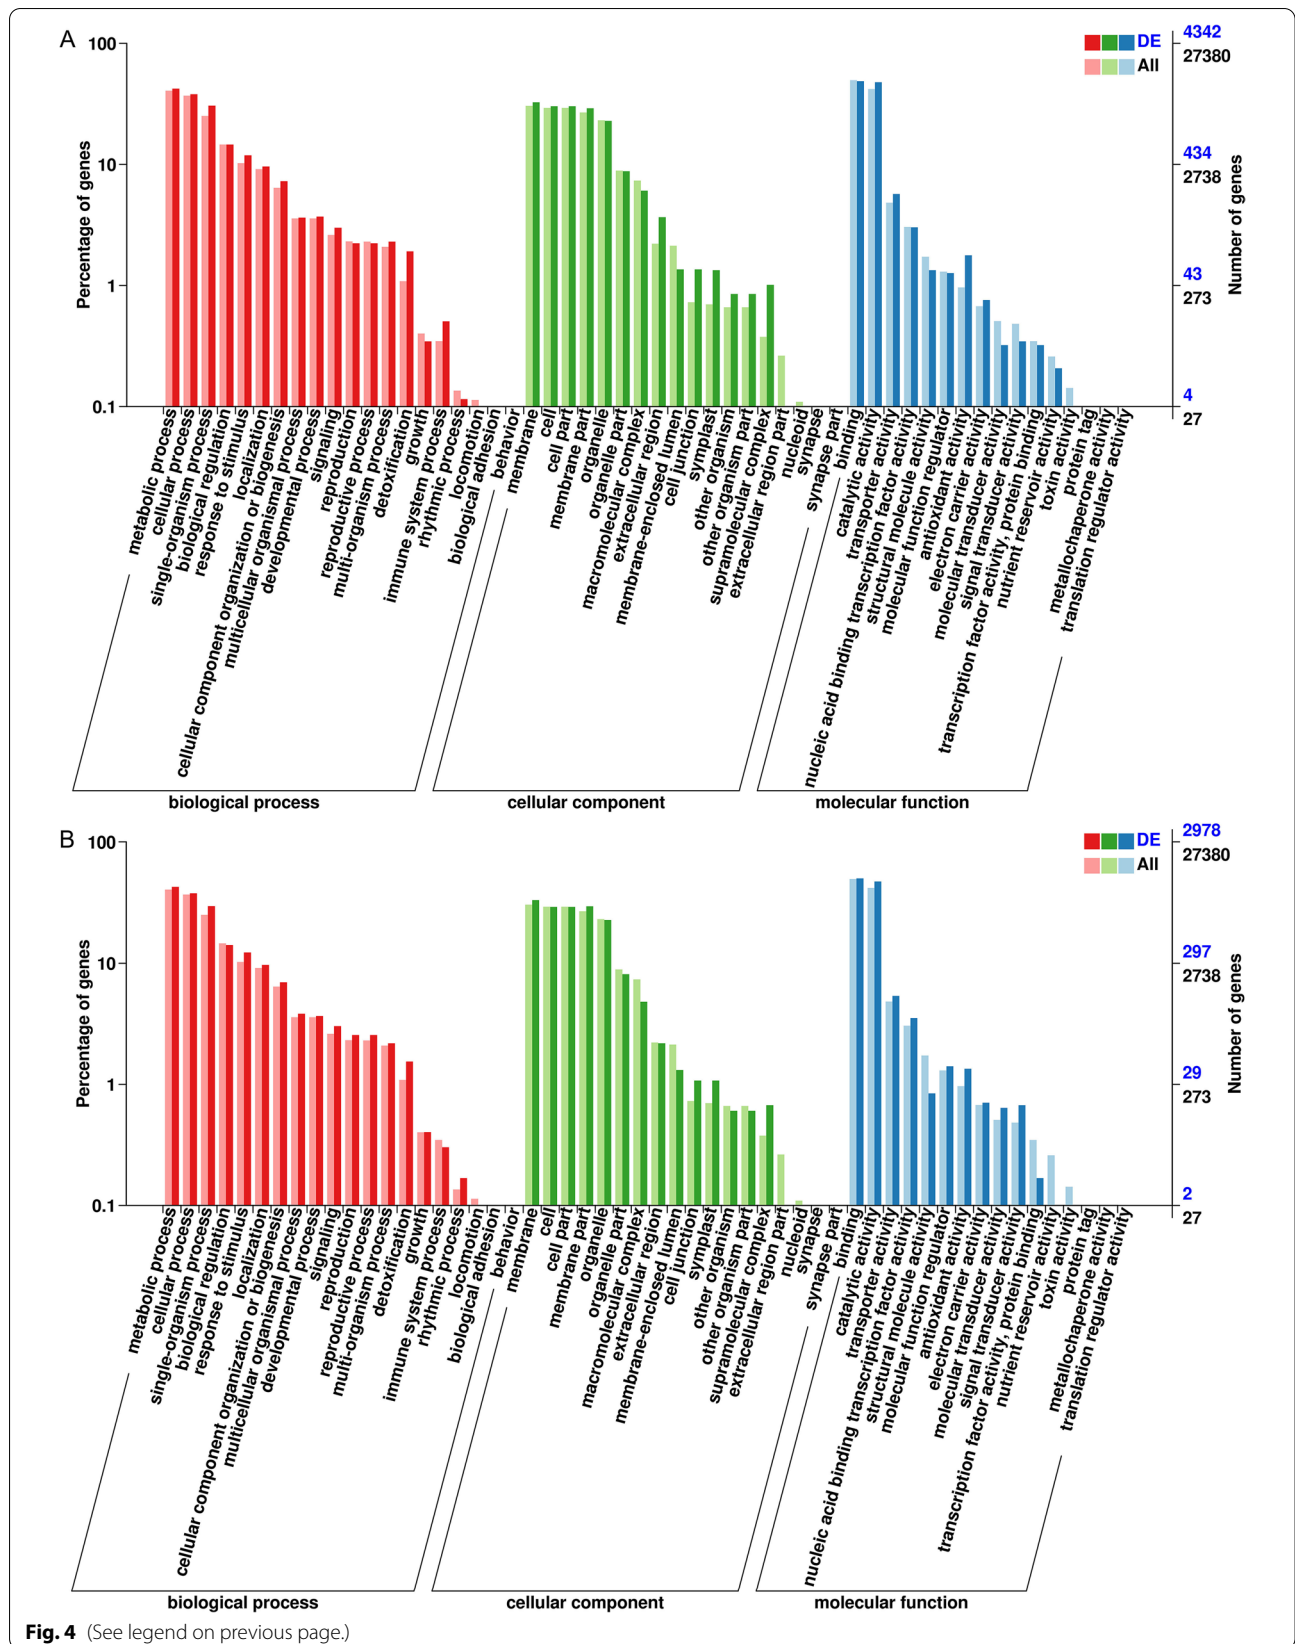 A
100
10
1
0.1
Percentage of genes
DE
All
4342
27380
434
2738
43
273
4
27
Number of genes
metabolic process
cellular process
single-organism process
biological regulation
response to stimulus
localization
cellular component organization or biogenesis
multicellular organismal process
developmental process
signaling
reproduction
reproductive process
multi-organism process
detoxification
growth
immune system process
rhythmic process
locomotion
biological adhesion
behavior
membrane
cell
cell part
membrane part
organelle
organelle part
macromolecular complex
extracellular region
membrane-enclosed lumen
cell junction
symplast
other organism
other organism part
supramolecular complex
extracellular region part
nucleoid
synapse
synapse part
binding
catalytic activity
transporter activity
nucleic acid binding transcription factor activity
structural molecule activity
molecular function regulator
antioxidant activity
electron carrier activity
molecular transducer activity
signal transducer activity
transcription factor activity, protein binding
nutrient reservoir activity
toxin activity
protein tag
metallochaperone activity
translation regulator activity
biological process
cellular component
molecular function
B
100
10
1
0.1
Percentage of genes
DE
All
2978
27380
297
2738
29
273
2
27
Number of genes
metabolic process
cellular process
single-organism process
biological regulation
response to stimulus
localization
cellular component organization or biogenesis
multicellular organismal process
developmental process
signaling
reproduction
reproductive process
multi-organism process
detoxification
growth
immune system process
rhythmic process
locomotion
biological adhesion
behavior
membrane
cell
cell part
membrane part
organelle
organelle part
macromolecular complex
extracellular region
membrane-enclosed lumen
cell junction
symplast
other organism
other organism part
supramolecular complex
extracellular region part
nucleoid
synapse
synapse part
binding
catalytic activity
transporter activity
nucleic acid binding transcription factor activity
structural molecule activity
molecular function regulator
antioxidant activity
electron carrier activity
molecular transducer activity
signal transducer activity
transcription factor activity, protein binding
nutrient reservoir activity
toxin activity
protein tag
metallochaperone activity
translation regulator activity
biological process
cellular component
molecular function
Fig. 4 (See legend on previous page.)